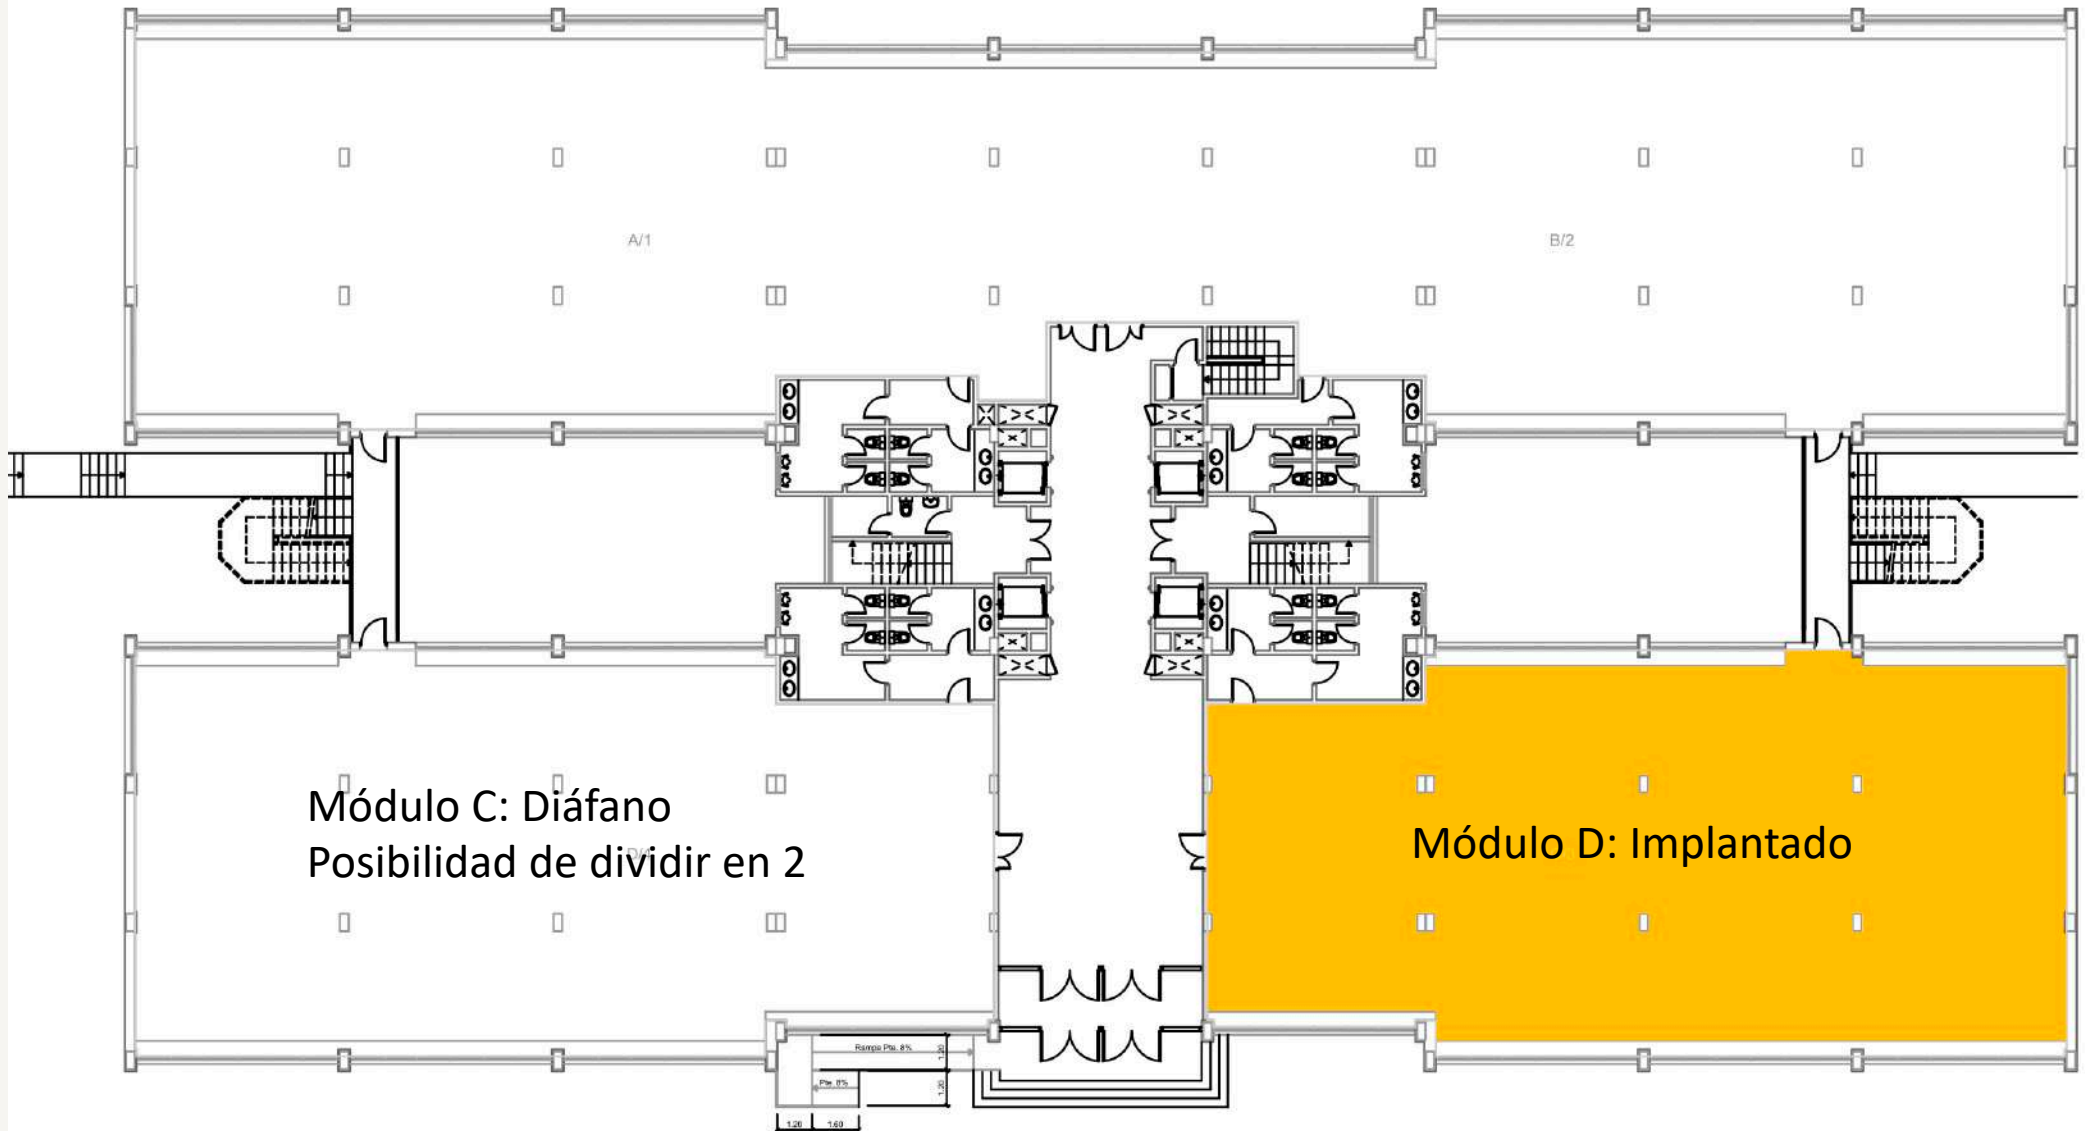 A/1
B/2
Módulo C: Diáfano
Posibilidad de dividir en 2
D/4
Módulo D: Implantado
Rampa Pte. 8%
1.20
Pte. 8%
1.20
1.20
1.60